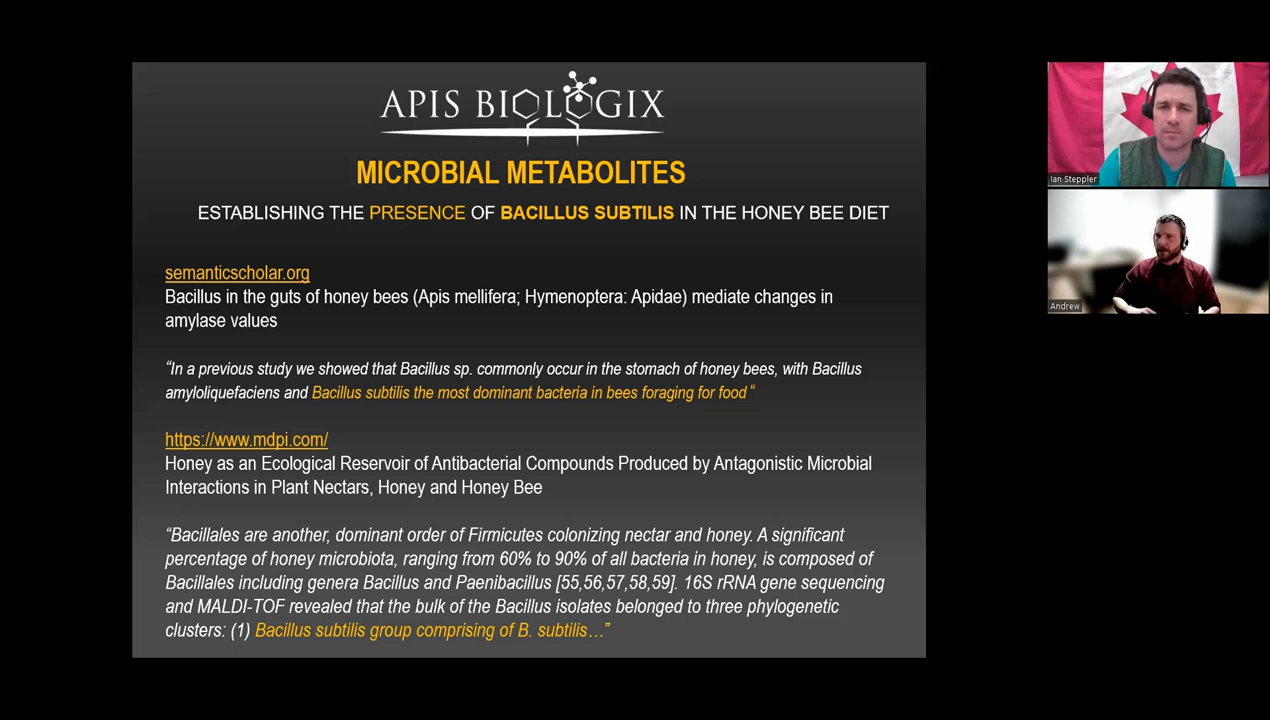 APIS BIOLOGIX
MICROBIAL METABOLITES
ESTABLISHING THE PRESENCE OF BACILLUS SUBTILIS IN THE HONEY BEE DIET
semanticscholar.org
Bacillus in the guts of honey bees (Apis mellifera; Hymenoptera: Apidae) mediate changes in
amylase values
“In a previous study we showed that Bacillus sp. commonly occur in the stomach of honey bees, with Bacillus
amyloliquefaciens and Bacillus subtilis the most dominant bacteria in bees foraging for food “
https://www.mdpi.com/
Honey as an Ecological Reservoir of Antibacterial Compounds Produced by Antagonistic Microbial
Interactions in Plant Nectars, Honey and Honey Bee
“Bacillales are another, dominant order of Firmicutes colonizing nectar and honey. A significant
percentage of honey microbiota, ranging from 60% to 90% of all bacteria in honey, is composed of
Bacillales including genera Bacillus and Paenibacillus [55,56,57,58,59]. 16S rRNA gene sequencing
and MALDI-TOF revealed that the bulk of the Bacillus isolates belonged to three phylogenetic
clusters: (1) Bacillus subtilis group comprising of B. subtilis…”
Ian Steppler
Andrew